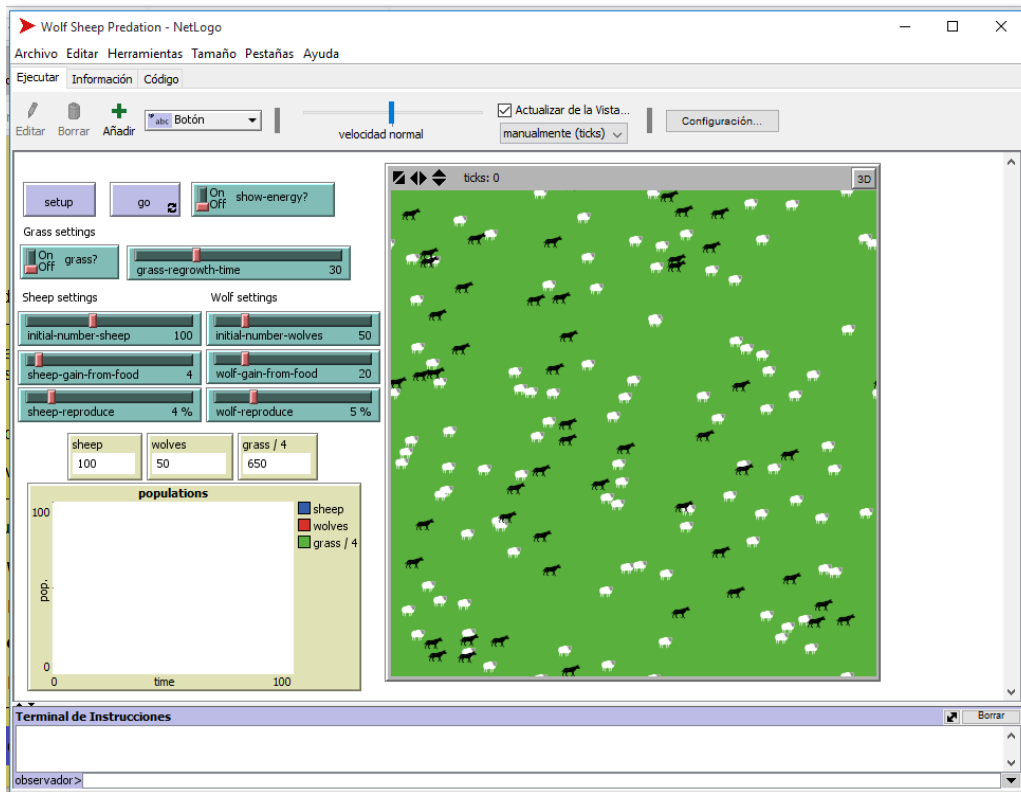 Wolf Sheep Predation - NetLogo
Archivo Editar Herramientas Tamaño Pestañas Ayuda
Ejecutar Información Código
Editar Borrar Añadir
abc Botón
velocidad normal
Actualizar de la Vista...
manualmente (ticks)
Configuración...
setup
go
On
Off
show-energy?
ticks: 0
3D
Grass settings
On
Off
grass?
grass-regrowth-time 30
Sheep settings
Wolf settings
initial-number-sheep 100
initial-number-wolves 50
sheep-gain-from-food 4
wolf-gain-from-food 20
sheep-reproduce 4 %
wolf-reproduce 5 %
sheep
100
wolves
50
grass / 4
650
populations
100
pop.
0
0
time
100
sheep
wolves
grass / 4
Terminal de Instrucciones
Borrar
observador>